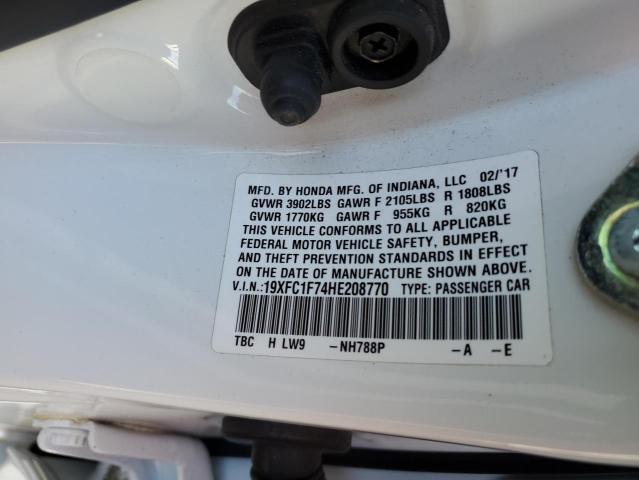 MFD. BY HONDA MFG. OF INDIANA, LLC 02/'17
GVWR 3902LBS GAWR F 2105LBS R 1808LBS
GVWR 1770KG GAWR F 955KG R 820KG
THIS VEHICLE CONFORMS TO ALL APPLICABLE
FEDERAL MOTOR VEHICLE SAFETY, BUMPER,
AND THEFT PREVENTION STANDARDS IN EFFECT
ON THE DATE OF MANUFACTURE SHOWN ABOVE.
V.I.N.:19XFC1F74HE208770 TYPE: PASSENGER CAR
TBC H LW9 -NH788P -A -E